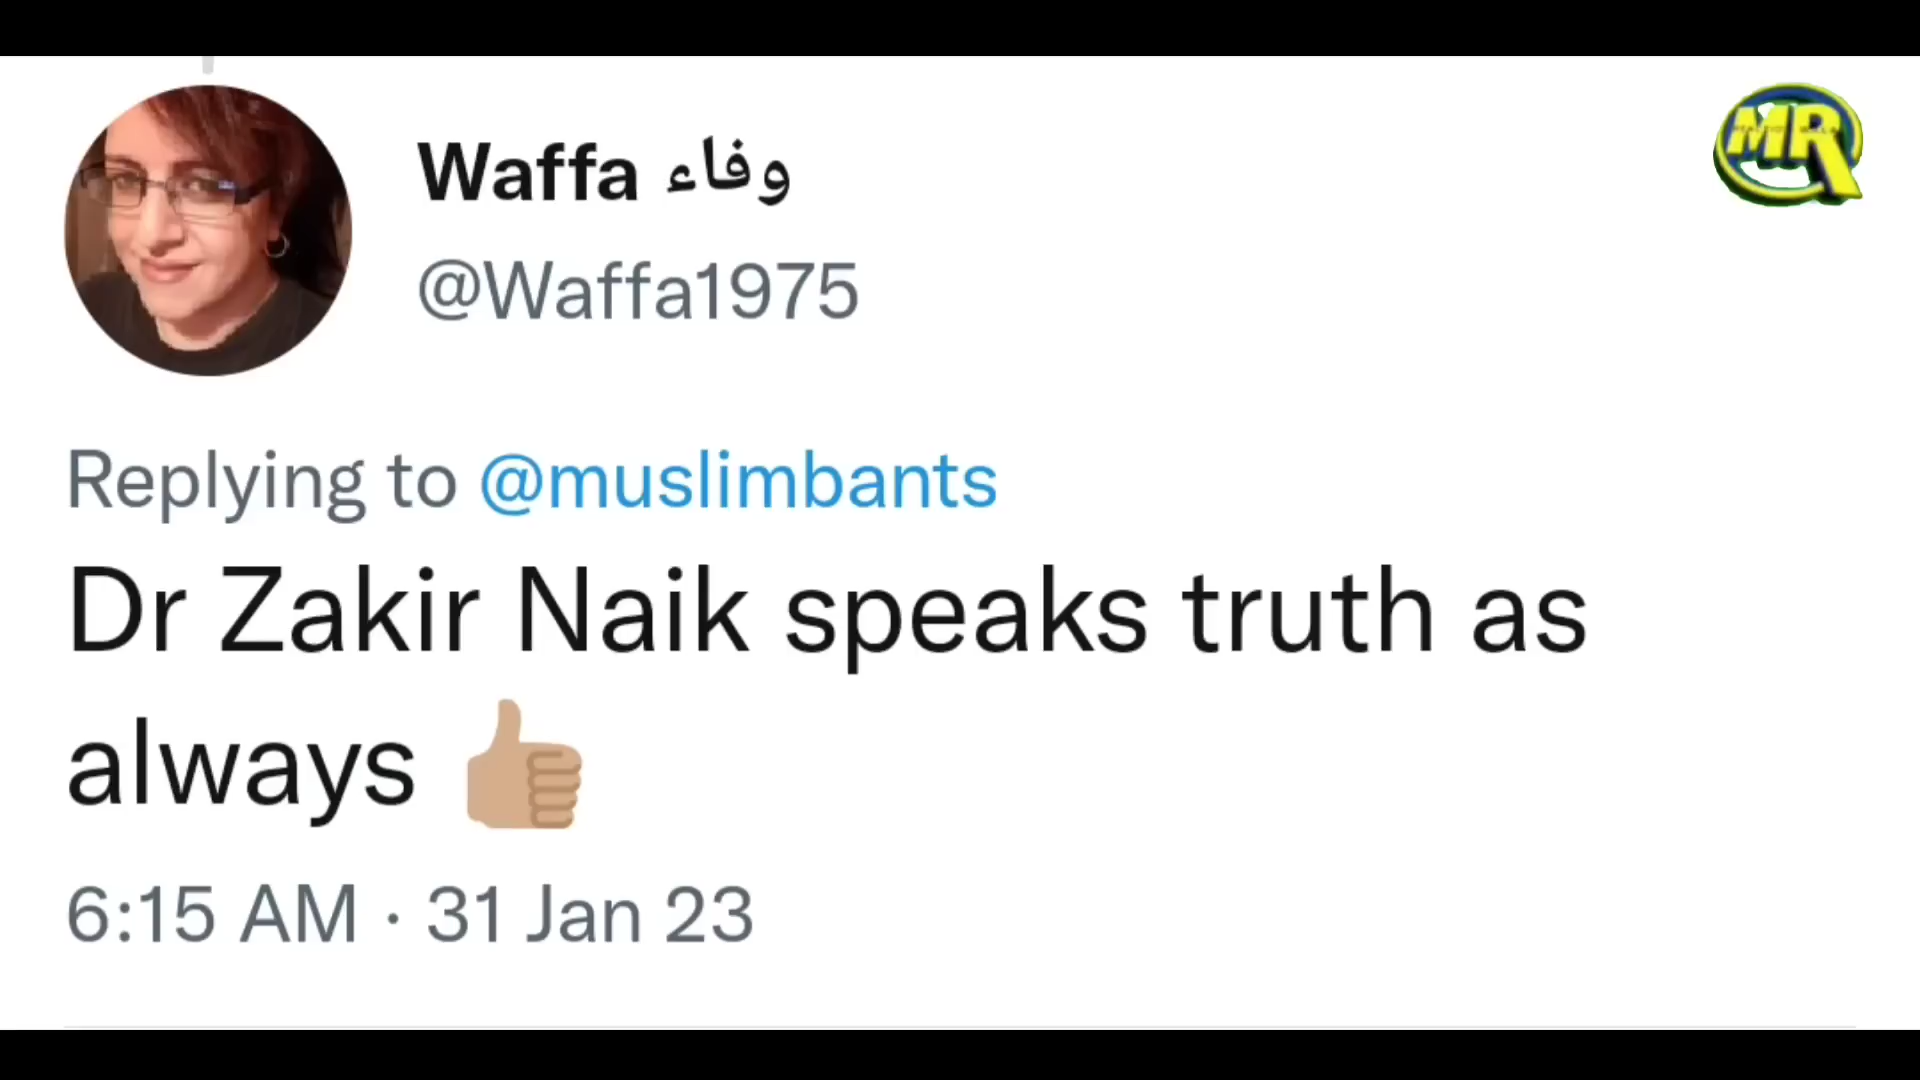 Waffa وفاء
@Waffa1975
MR
Replying to @muslimbants
Dr Zakir Naik speaks truth as
always 👍🏽
6:15 AM · 31 Jan 23